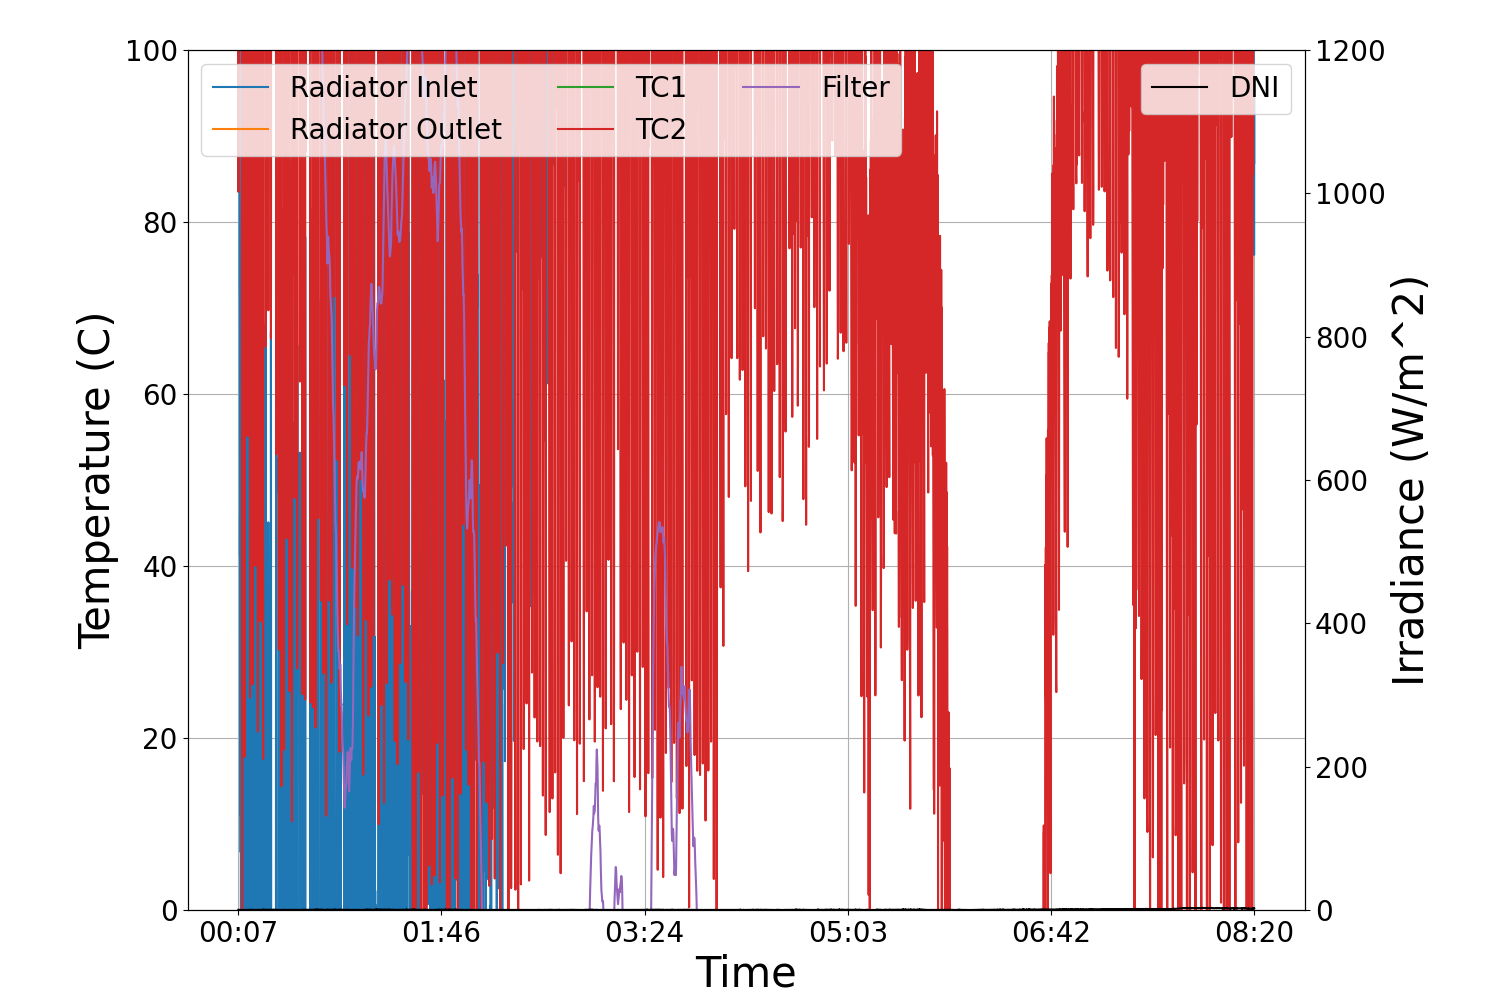 100
80
60
40
20
0
Temperature (C)
Radiator Inlet
Radiator Outlet
TC1
TC2
Filter
DNI
1200
1000
800
600
400
200
0
Irradiance (W/m^2)
00:07 01:46 03:24 05:03 06:42 08:20
Time